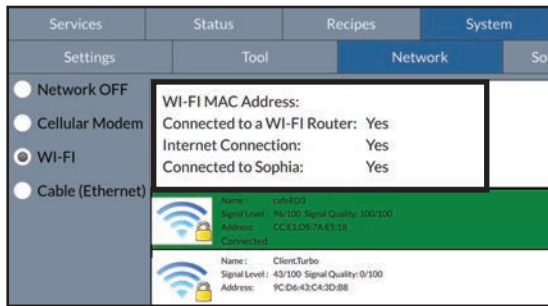 Services Status Recipes System
Settings Tool Network So
Network OFF
Cellular Modem
WI-FI
Cable (Ethernet)
WI-FI MAC Address:
Connected to a WI-FI Router: Yes
Internet Connection: Yes
Connected to Sophia: Yes
Name : cafeRD3
Signal Level : 96/100 Signal Quality: 100/100
Address: CC:E1:D5:7A:E5:18
Connected
Name : Client.Turbo
Signal Level : 43/100 Signal Quality: 0/100
Address: 9C:D6:43:C4:3D:B8